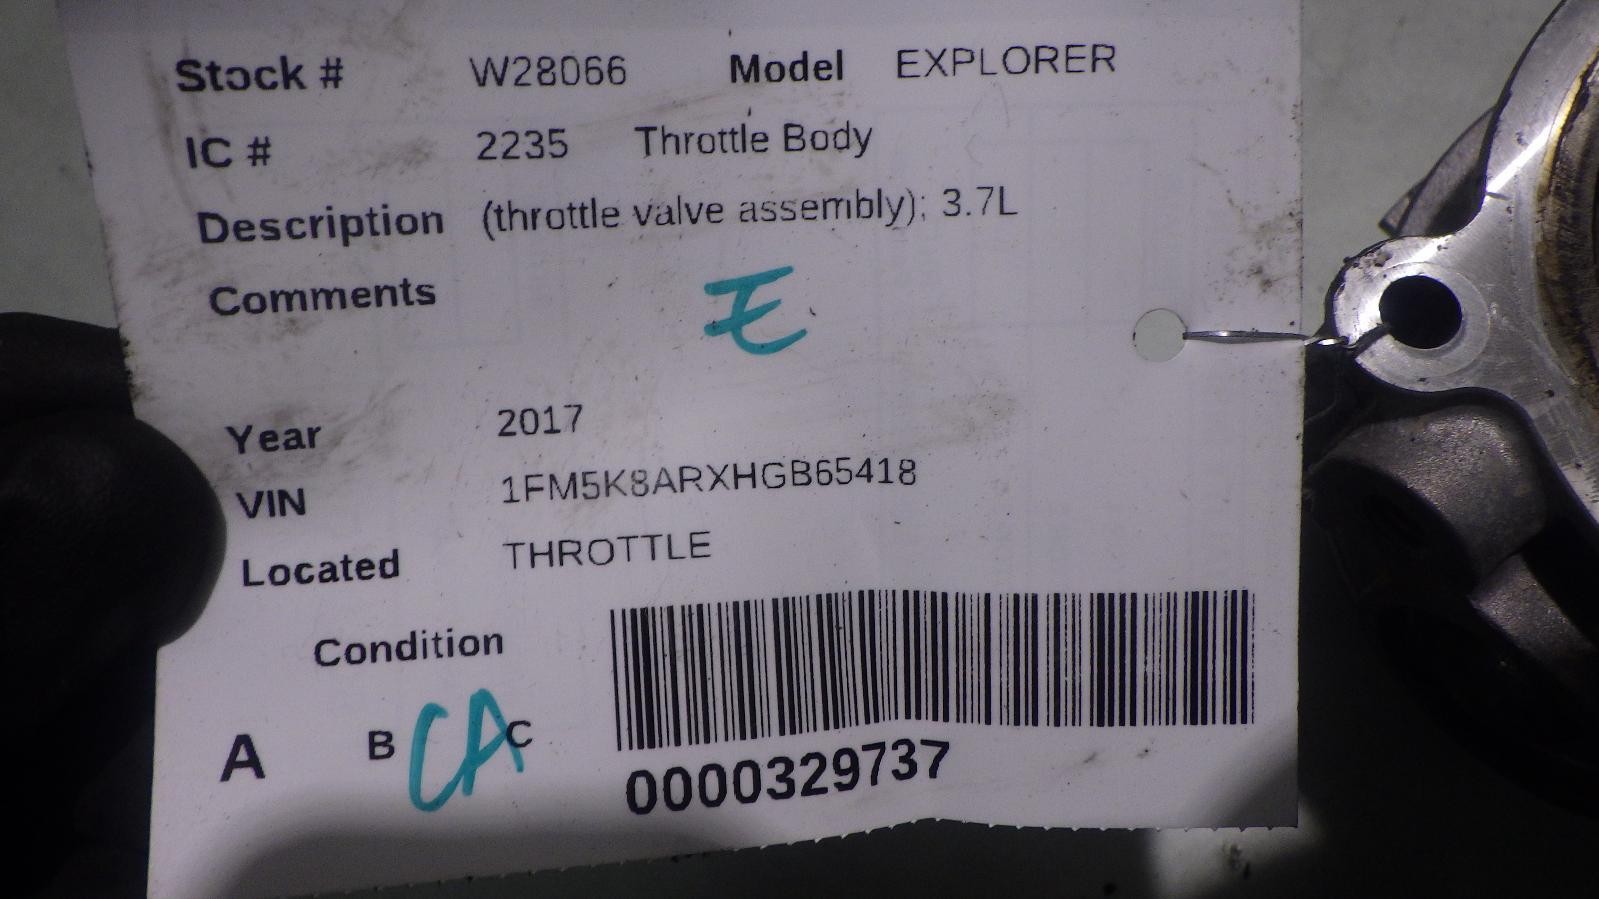 Stock # W28066 Model EXPLORER
IC # 2235 Throttle Body
Description (throttle valve assembly); 3.7L
Comments E
Year 2017
VIN 1FM5K8ARXHGB65418
Located THROTTLE
Condition
A B CA C
0000329737